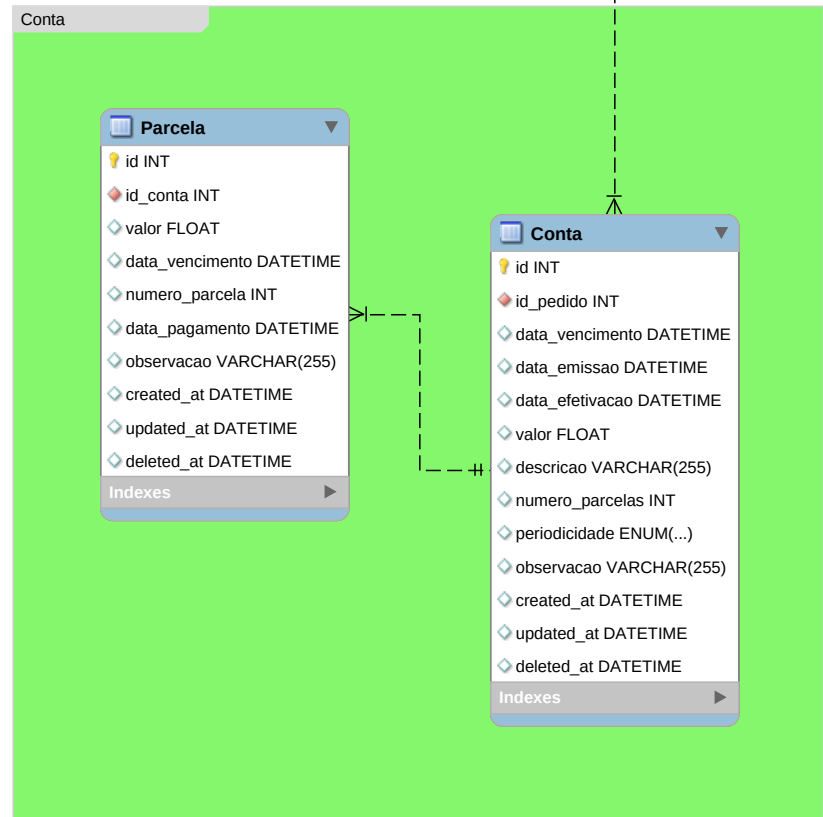 Conta
Parcela
id INT
id_conta INT
valor FLOAT
data_vencimento DATETIME
numero_parcela INT
data_pagamento DATETIME
observacao VARCHAR(255)
created_at DATETIME
updated_at DATETIME
deleted_at DATETIME
Indexes
Conta
id INT
id_pedido INT
data_vencimento DATETIME
data_emissao DATETIME
data_efetivacao DATETIME
valor FLOAT
descricao VARCHAR(255)
numero_parcelas INT
periodicidade ENUM(...)
observacao VARCHAR(255)
created_at DATETIME
updated_at DATETIME
deleted_at DATETIME
Indexes